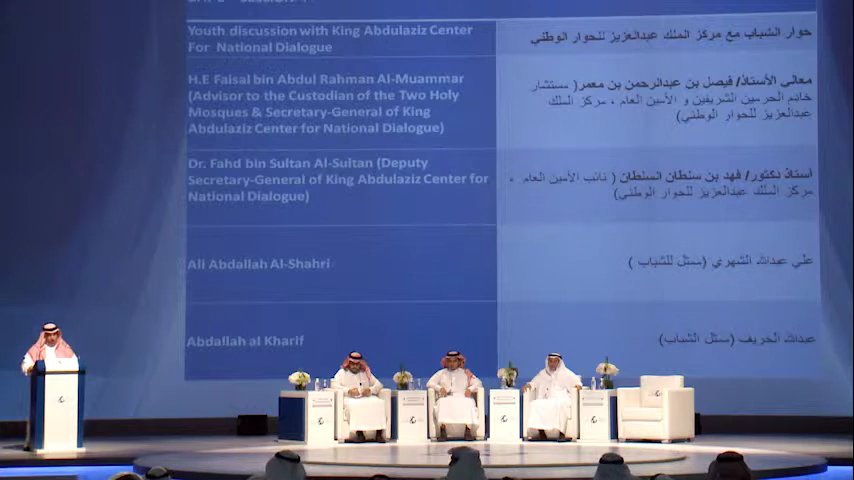 Youth discussion with King Abdulaziz Center
For National Dialogue
حوار الشباب مع مركز الملك عبدالعزيز للحوار الوطني
H.E Faisal bin Abdul Rahman Al-Muammar
(Advisor to the Custodian of the Two Holy
Mosques & Secretary-General of King
Abdulaziz Center for National Dialogue)
معالي الأستاذ/ فيصل بن عبدالرحمن بن معمر( مستشار
خادم الحرمين الشريفين و الأمين العام ، مركز الملك
عبدالعزيز للحوار الوطني)
Dr. Fahd bin Sultan Al-Sultan (Deputy
Secretary-General of King Abdulaziz Center for
National Dialogue)
أستاذ دكتور/ فهد بن سلطان السلطان ( نائب الأمين العام ،
مركز الملك عبدالعزيز للحوار الوطني)
Ali Abdallah Al-Shahri
علي عبدالله الشهري (ممثل للشباب )
Abdallah al Kharif
عبدالله الخريف (ممثل الشباب)